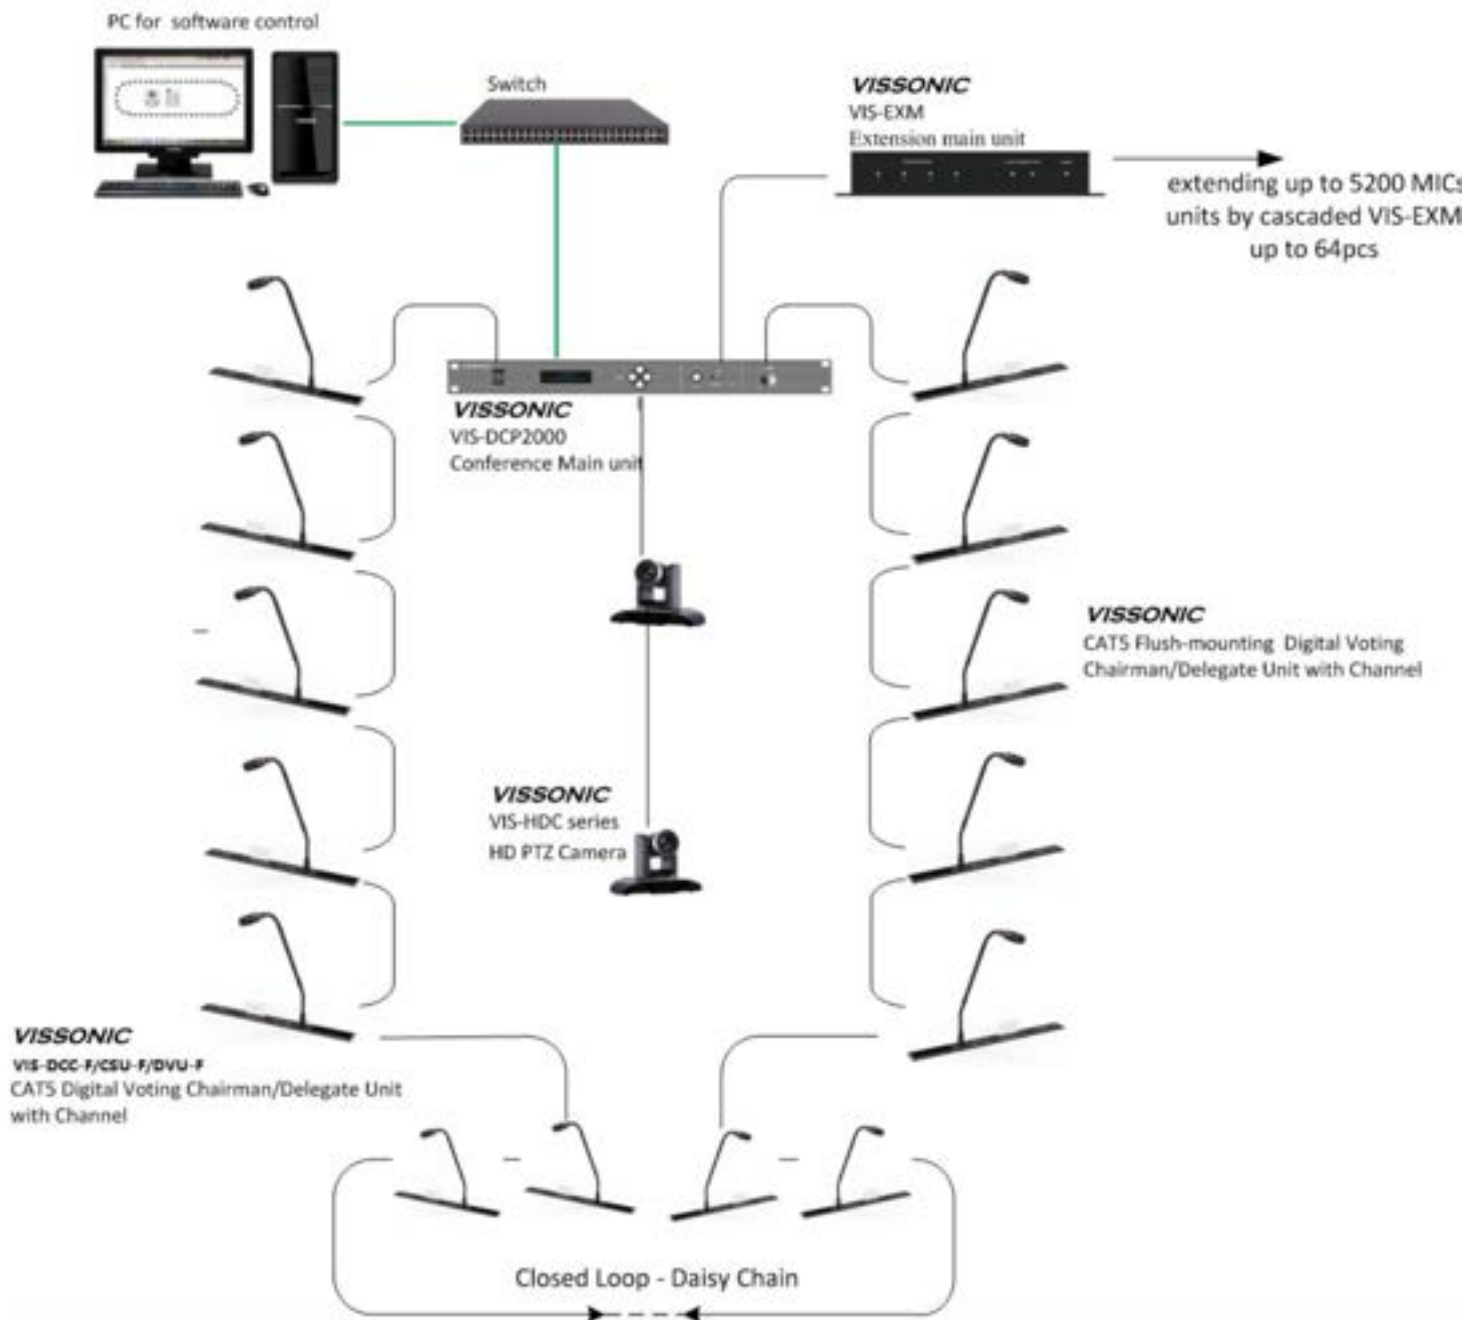 PC for software control
Switch
VISSONIC
VIS-EXM
Extension main unit
extending up to 5200 MICs
units by cascaded VIS-EXM
up to 64pcs
VISSONIC
VIS-DCP2000
Conference Main unit
VISSONIC
CAT5 Flush-mounting Digital Voting
Chairman/Delegate Unit with Channel
VISSONIC
VIS-HDC series
HD PTZ Camera
VISSONIC
VIS-DCC-F/CSU-F/DVU-F
CAT5 Digital Voting Chairman/Delegate Unit
with Channel
Closed Loop - Daisy Chain